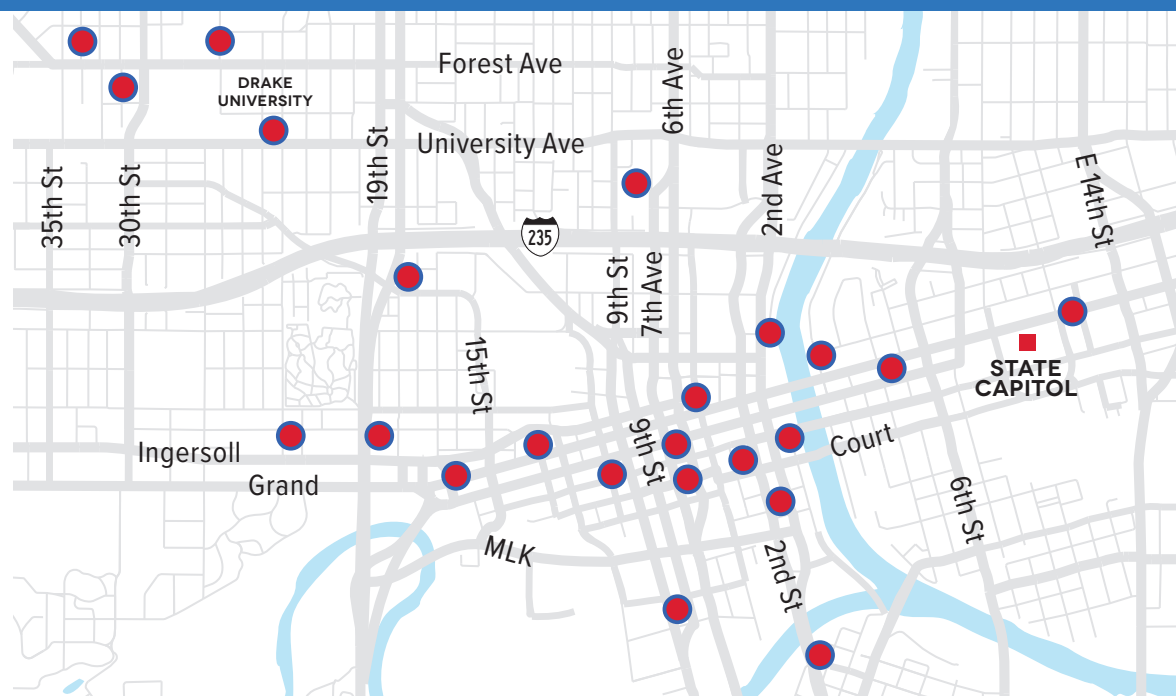 Forest Ave
6th Ave
DRAKE
UNIVERSITY
University Ave
19th St
2nd Ave
35th St
30th St
E 14th St
235
9th St
7th Ave
15th St
STATE
CAPITOL
Ingersoll
Grand
9th St
Court
6th St
MLK
2nd St